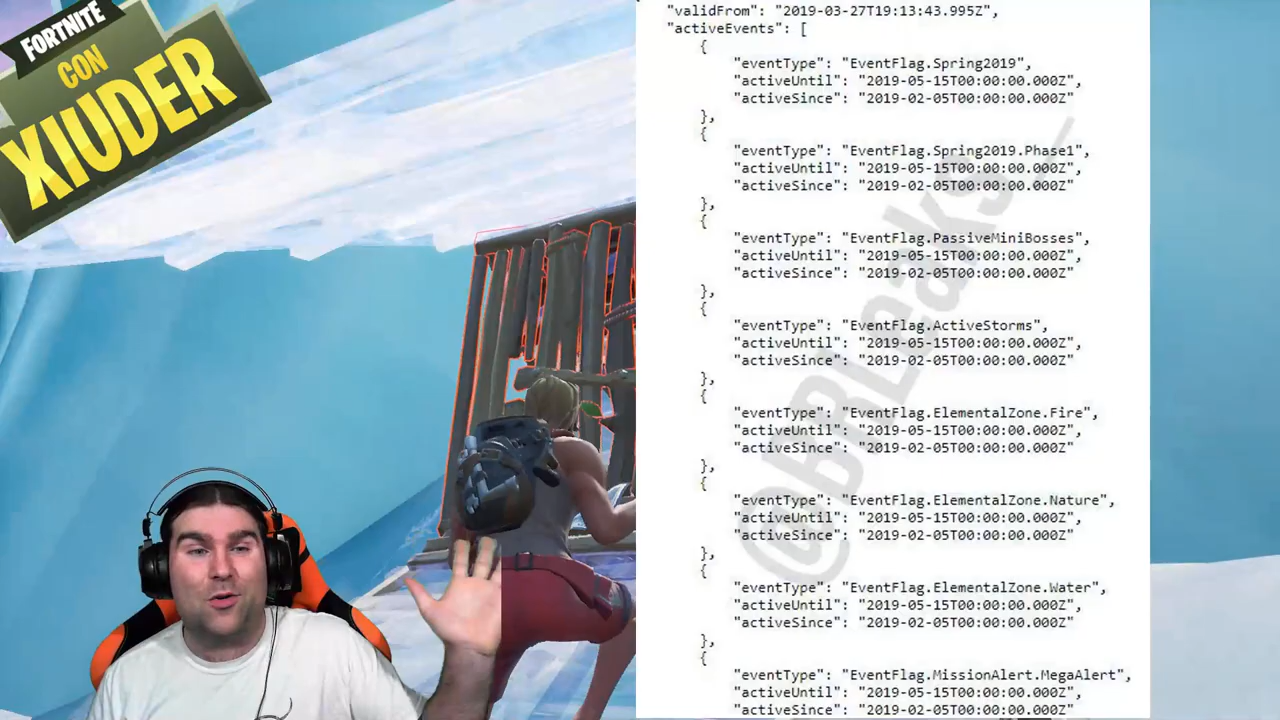 FORTNITE
CON
XIUDER
"validFrom": "2019-03-27T19:13:43.995Z",
"activeEvents": [
{
"eventType": "EventFlag.Spring2019",
"activeUntil": "2019-05-15T00:00:00.000Z",
"activeSince": "2019-02-05T00:00:00.000Z"
},
{
"eventType": "EventFlag.Spring2019.Phase1",
"activeUntil": "2019-05-15T00:00:00.000Z",
"activeSince": "2019-02-05T00:00:00.000Z"
},
{
"eventType": "EventFlag.PassiveMiniBosses",
"activeUntil": "2019-05-15T00:00:00.000Z",
"activeSince": "2019-02-05T00:00:00.000Z"
},
{
"eventType": "EventFlag.ActiveStorms",
"activeUntil": "2019-05-15T00:00:00.000Z",
"activeSince": "2019-02-05T00:00:00.000Z"
},
{
"eventType": "EventFlag.ElementalZone.Fire",
"activeUntil": "2019-05-15T00:00:00.000Z",
"activeSince": "2019-02-05T00:00:00.000Z"
},
{
"eventType": "EventFlag.ElementalZone.Nature",
"activeUntil": "2019-05-15T00:00:00.000Z",
"activeSince": "2019-02-05T00:00:00.000Z"
},
{
"eventType": "EventFlag.ElementalZone.Water",
"activeUntil": "2019-05-15T00:00:00.000Z",
"activeSince": "2019-02-05T00:00:00.000Z"
},
{
"eventType": "EventFlag.MissionAlert.MegaAlert",
"activeUntil": "2019-05-15T00:00:00.000Z",
"activeSince": "2019-02-05T00:00:00.000Z"
@BRLeaks_